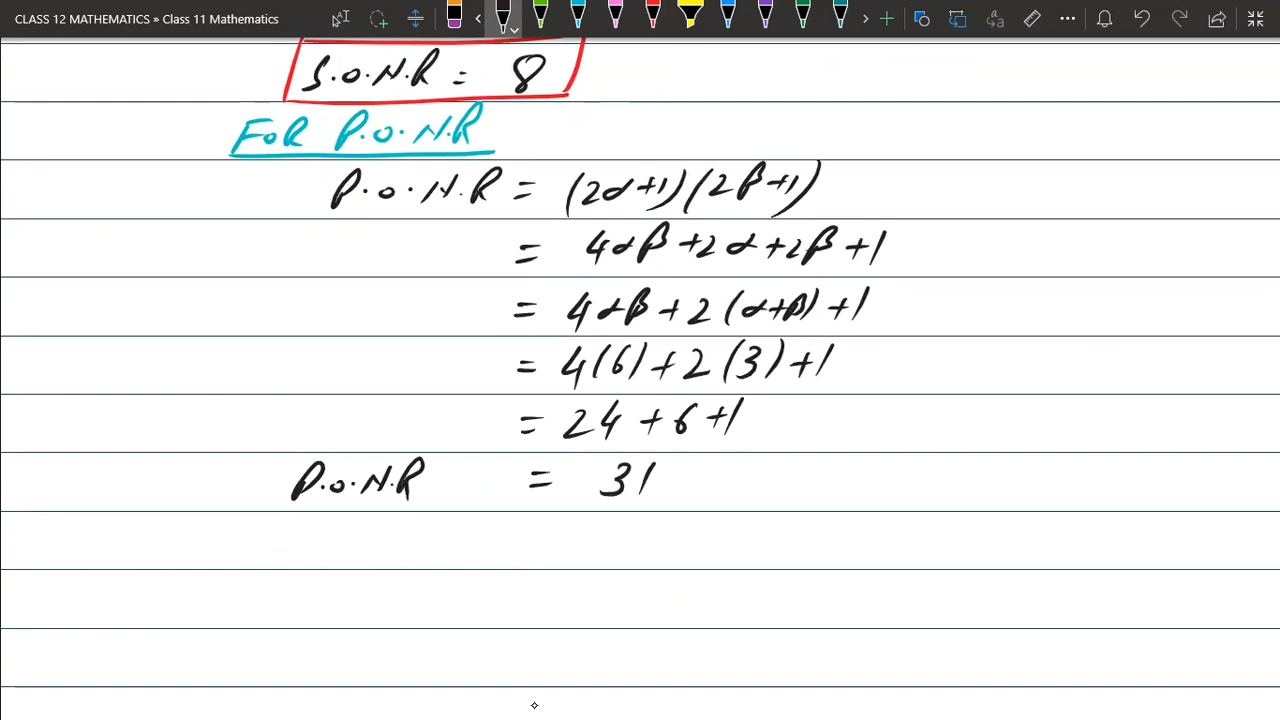 CLASS 12 MATHEMATICS » Class 11 Mathematics
S.O.N.R = 8
FOR P.O.N.R
P.O.N.R = (2α+1)(2β+1)
= 4αβ+2α+2β+1
= 4αβ+2(α+β)+1
= 4(6)+2(3)+1
= 24+6+1
P.O.N.R = 31